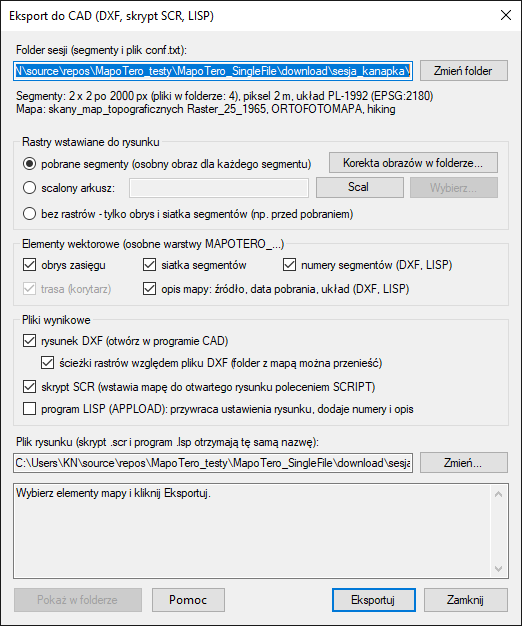 Eksport do CAD (DXF, skrypt SCR, LISP)
Folder sesji (segmenty i plik conf.txt):
N\source\repos\MapoTero_testy\MapoTero_SingleFile\download\sesja_kanapka\
Zmień folder
Segmenty: 2 x 2 po 2000 px (pliki w folderze: 4), piksel 2 m, układ PL-1992 (EPSG:2180)
Mapa: skany_map_topograficznych Raster_25_1965, ORTOFOTOMAPA, hiking
Rastry wstawiane do rysunku
pobrane segmenty (osobny obraz dla każdego segmentu)
Korekta obrazów w folderze...
scalony arkusz:
Scal
Wybierz...
bez rastrów - tylko obrys i siatka segmentów (np. przed pobraniem)
Elementy wektorowe (osobne warstwy MAPOTERO_...)
obrys zasięgu
siatka segmentów
numery segmentów (DXF, LISP)
trasa (korytarz)
opis mapy: źródło, data pobrania, układ (DXF, LISP)
Pliki wynikowe
rysunek DXF (otwórz w programie CAD)
ścieżki rastrów względem pliku DXF (folder z mapą można przenieść)
skrypt SCR (wstawia mapę do otwartego rysunku poleceniem SCRIPT)
program LISP (APPLOAD): przywraca ustawienia rysunku, dodaje numery i opis
Plik rysunku (skrypt .scr i program .lsp otrzymają tę samą nazwę):
C:\Users\KN\source\repos\MapoTero_testy\MapoTero_SingleFile\download\sesja
Zmień...
Wybierz elementy mapy i kliknij Eksportuj.
Pokaż w folderze
Pomoc
Eksportuj
Zamknij